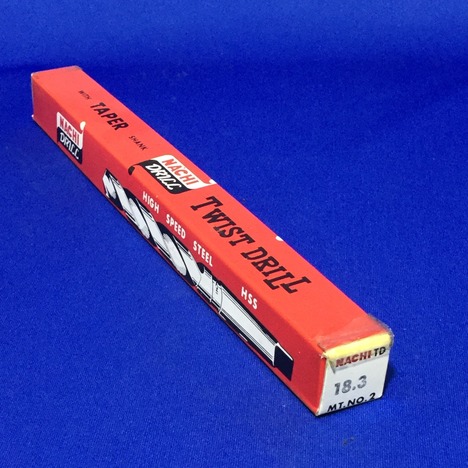 WITH TAPER SHANK
NACHI
DRILL
NACHI
DRILL
TWIST DRILL
HIGH SPEED STEEL HSS
NACHI TD
18.3
MT.NO.2